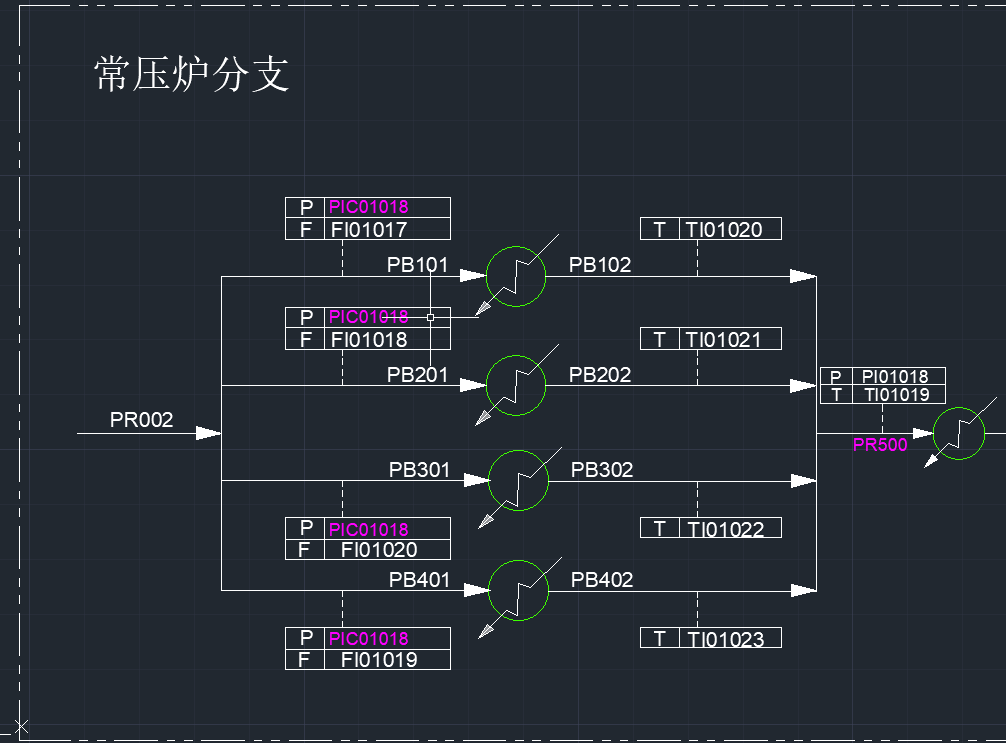 常压炉分支
P PIC01018
F FI01017
T TI01020
PB101
PB102
P PIC01018
F FI01018
T TI01021
PB201
PB202
P PI01018
T TI01019
PR002
PR500
PB301
PB302
P PIC01018
F FI01020
T TI01022
PB401
PB402
P PIC01018
F FI01019
T TI01023